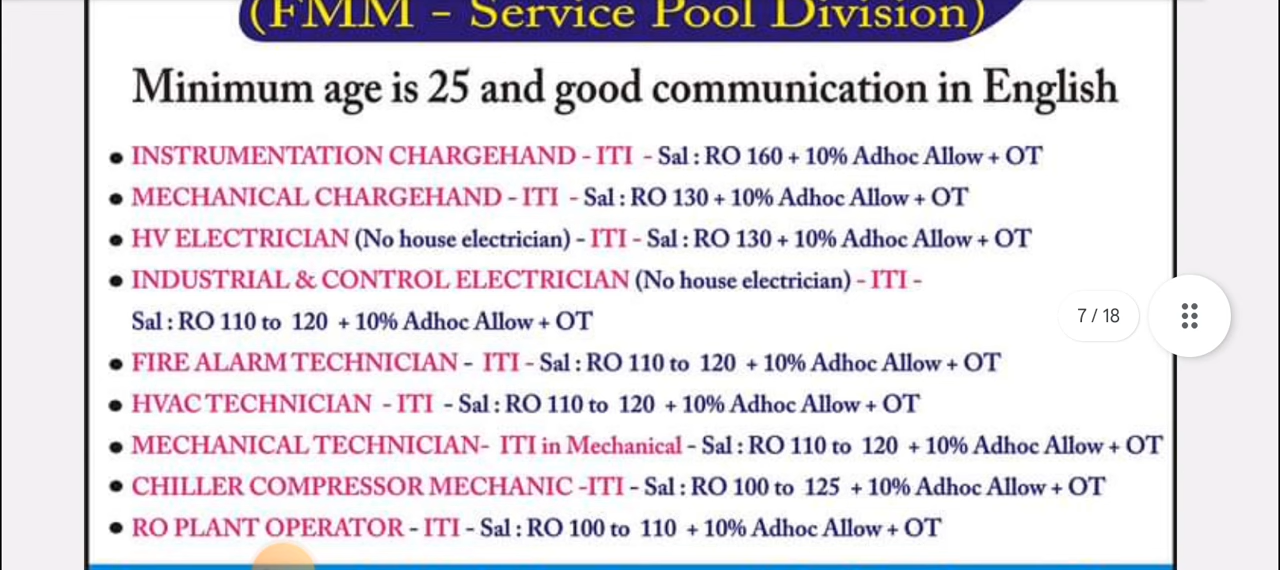 (FMM - Service Pool Division)
Minimum age is 25 and good communication in English
• INSTRUMENTATION CHARGEHAND - ITI - Sal : RO 160 + 10% Adhoc Allow + OT
• MECHANICAL CHARGEHAND - ITI - Sal : RO 130 + 10% Adhoc Allow + OT
• HV ELECTRICIAN (No house electrician) - ITI - Sal : RO 130 + 10% Adhoc Allow + OT
• INDUSTRIAL & CONTROL ELECTRICIAN (No house electrician) - ITI -
Sal : RO 110 to 120 + 10% Adhoc Allow + OT
7 / 18
• FIRE ALARM TECHNICIAN - ITI - Sal : RO 110 to 120 + 10% Adhoc Allow + OT
• HVAC TECHNICIAN - ITI - Sal : RO 110 to 120 + 10% Adhoc Allow + OT
• MECHANICAL TECHNICIAN- ITI in Mechanical - Sal : RO 110 to 120 + 10% Adhoc Allow + OT
• CHILLER COMPRESSOR MECHANIC -ITI - Sal : RO 100 to 125 + 10% Adhoc Allow + OT
• RO PLANT OPERATOR - ITI - Sal : RO 100 to 110 + 10% Adhoc Allow + OT